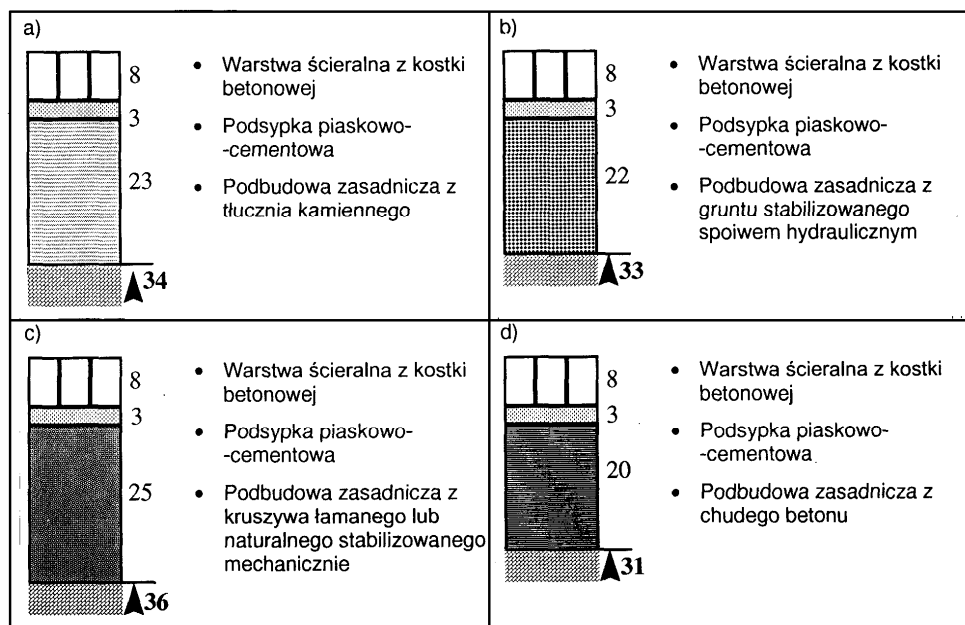 a)
8
3
23
34
• Warstwa ścieralna z kostki
betonowej
• Podsypka piaskowo-
-cementowa
• Podbudowa zasadnicza z
tłucznia kamiennego
b)
8
3
22
33
• Warstwa ścieralna z kostki
betonowej
• Podsypka piaskowo-
-cementowa
• Podbudowa zasadnicza z
gruntu stabilizowanego
spoiwem hydraulicznym
c)
8
3
25
36
• Warstwa ścieralna z kostki
betonowej
• Podsypka piaskowo-
-cementowa
• Podbudowa zasadnicza z
kruszywa łamanego lub
naturalnego stabilizowanego
mechanicznie
d)
8
3
20
31
• Warstwa ścieralna z kostki
betonowej
• Podsypka piaskowo-
-cementowa
• Podbudowa zasadnicza z
chudego betonu